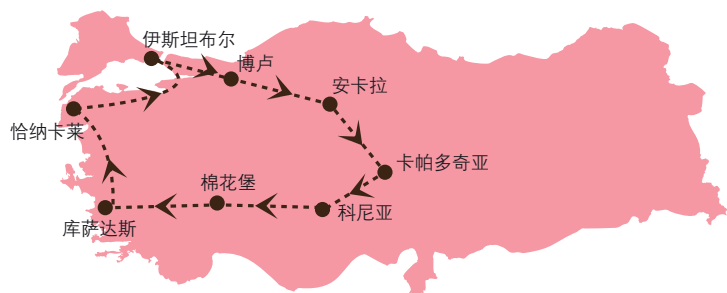 伊斯坦布尔
博卢
安卡拉
恰纳卡莱
卡帕多奇亚
棉花堡
科尼亚
库萨达斯